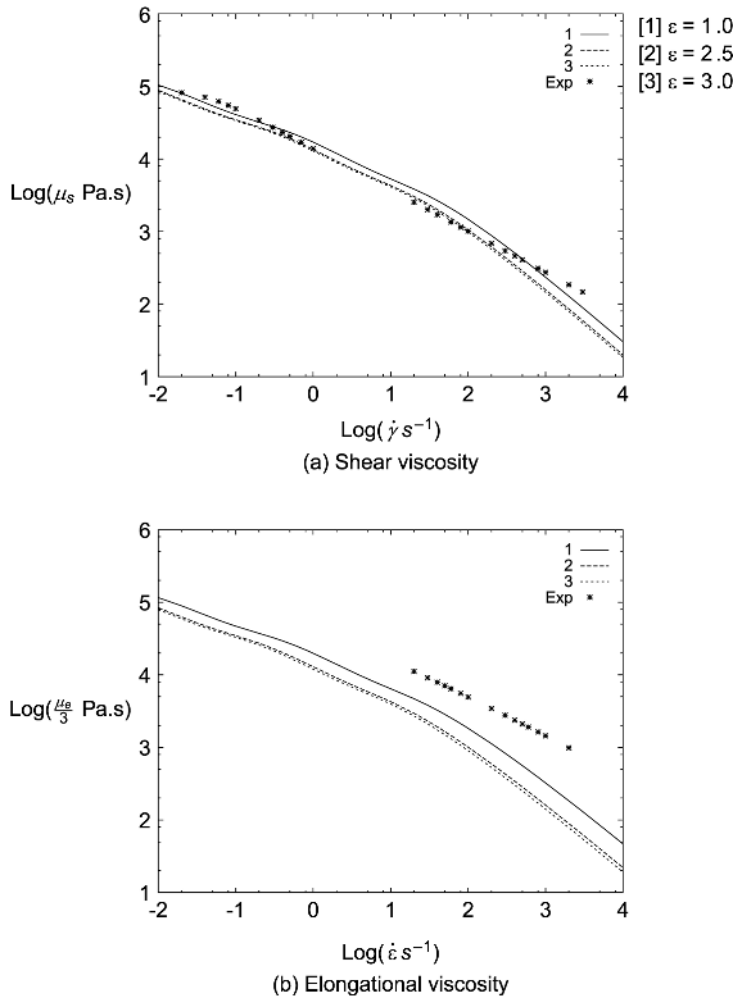 6
5
4
3
2
1
Log(μs Pa.s)
1
2
3
Exp
[1] ε = 1.0
[2] ε = 2.5
[3] ε = 3.0
-2 -1 0 1 2 3 4
Log(γ̇ s⁻¹)
(a) Shear viscosity
6
5
4
3
2
1
Log(μe/3 Pa.s)
1
2
3
Exp
-2 -1 0 1 2 3 4
Log(ε̇ s⁻¹)
(b) Elongational viscosity